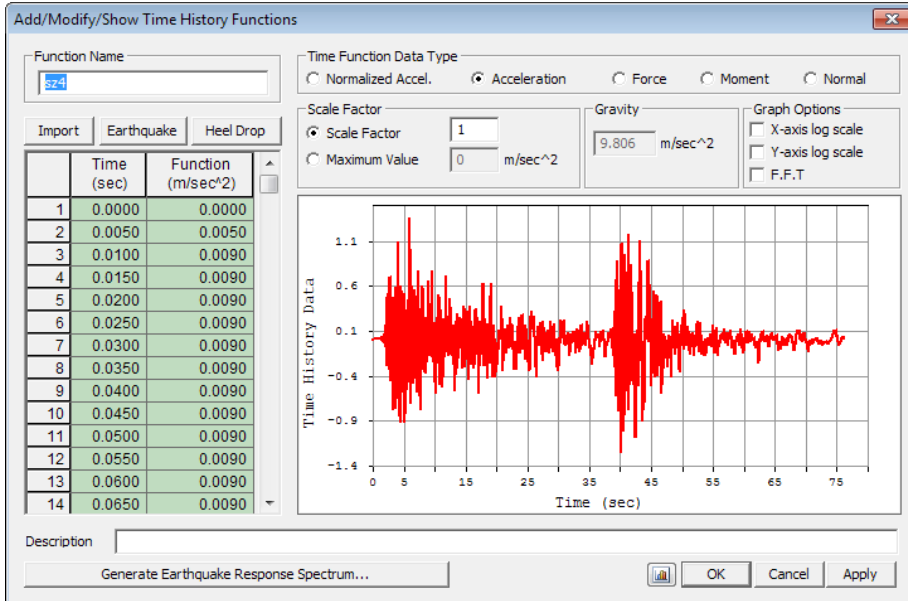 Add/Modify/Show Time History Functions
Function Name
sz4
Import Earthquake Heel Drop
Time Function Data Type
Normalized Accel. Acceleration Force Moment Normal
Scale Factor
Scale Factor 1
Maximum Value 0 m/sec^2
Gravity
9.806 m/sec^2
Graph Options
X-axis log scale
Y-axis log scale
F.F.T
Time Function
(sec) (m/sec^2)
1 0.0000 0.0000
2 0.0050 0.0050
3 0.0100 0.0090
4 0.0150 0.0090
5 0.0200 0.0090
6 0.0250 0.0090
7 0.0300 0.0090
8 0.0350 0.0090
9 0.0400 0.0090
10 0.0450 0.0090
11 0.0500 0.0090
12 0.0550 0.0090
13 0.0600 0.0090
14 0.0650 0.0090
Time History Data
1.1
0.6
0.1
-0.4
-0.9
-1.4
0 5 15 25 35 45 55 65 75
Time (sec)
Description
Generate Earthquake Response Spectrum... OK Cancel Apply